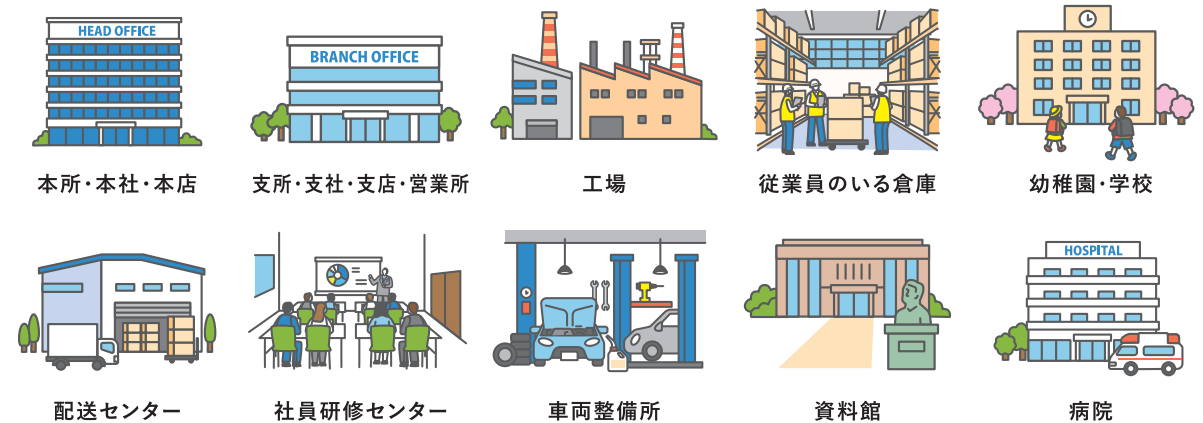 HEAD OFFICE
本所・本社・本店
BRANCH OFFICE
支所・支社・支店・営業所
工場
従業員のいる倉庫
幼稚園・学校
配送センター
社員研修センター
車両整備所
資料館
HOSPITAL
病院